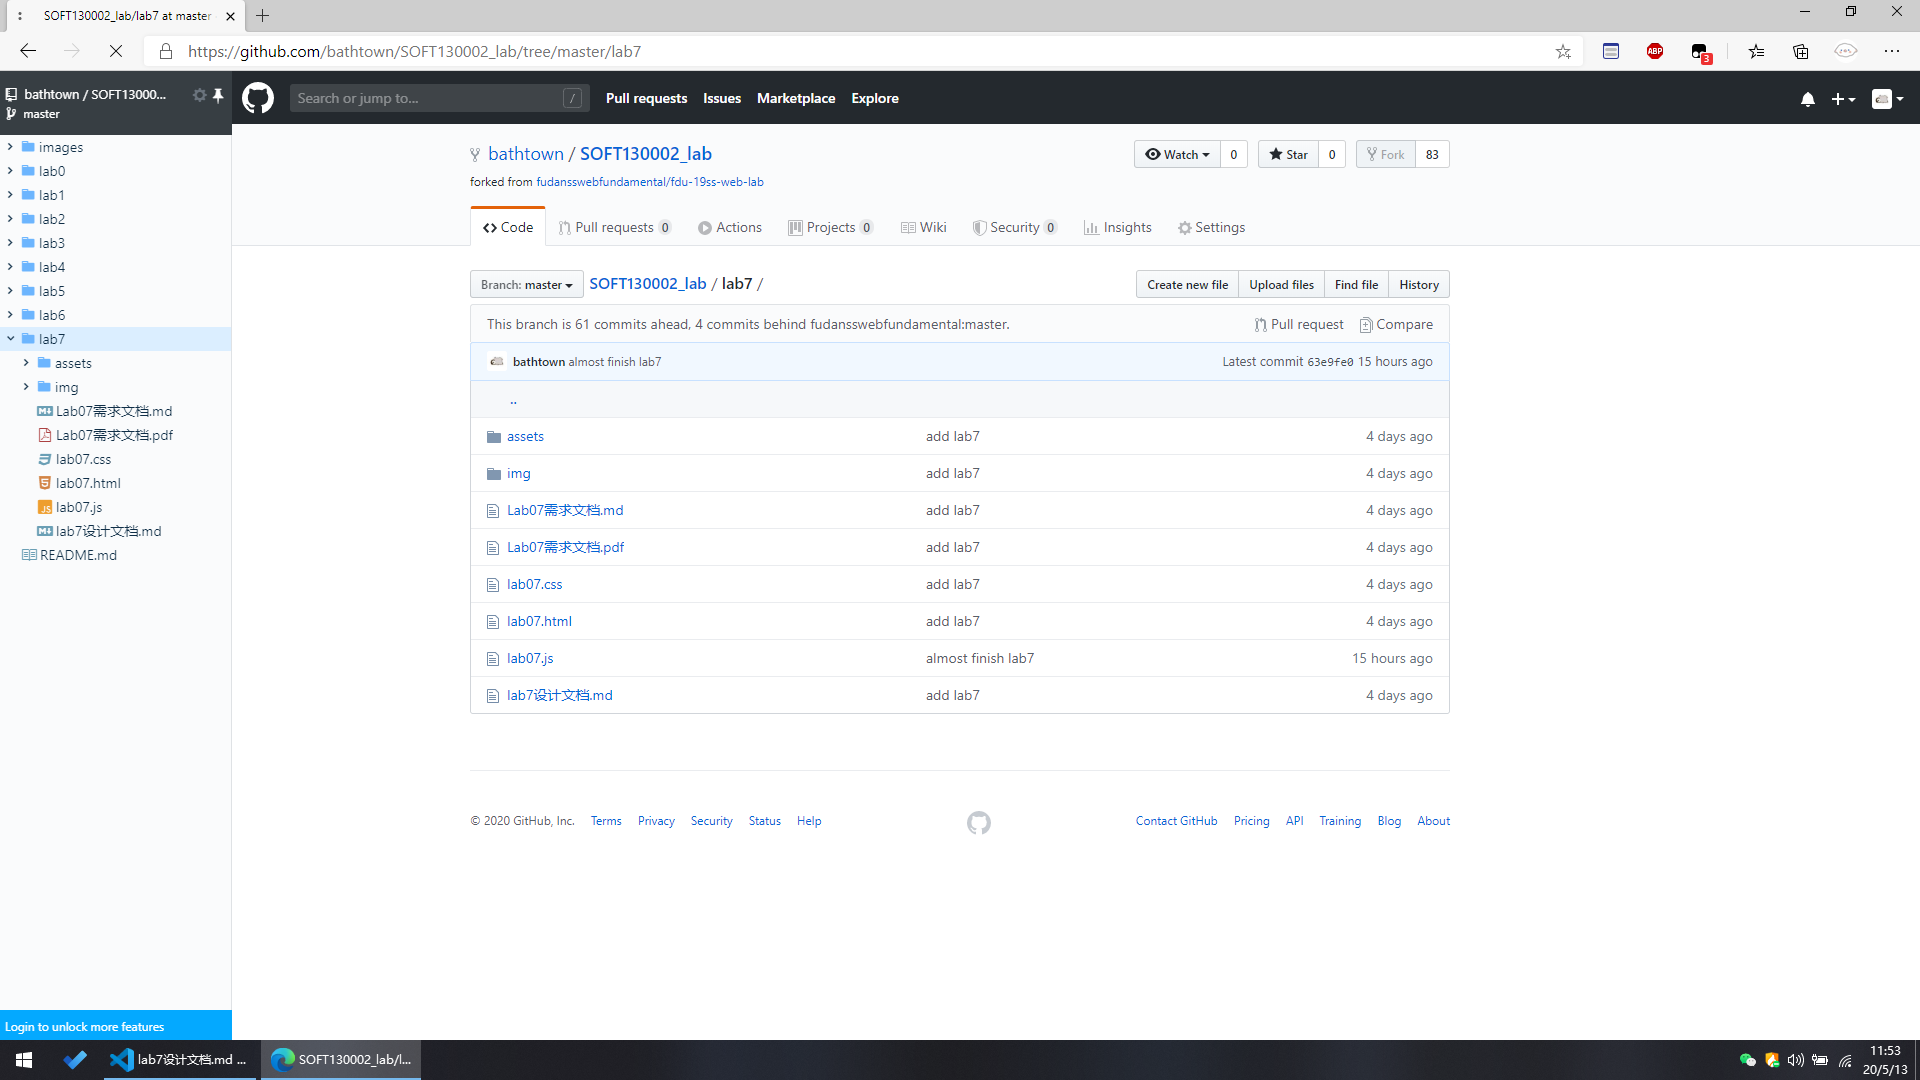 SOFT130002_lab/lab7 at master
https://github.com/bathtown/SOFT130002_lab/tree/master/lab7
ABP
3
bathtown / SOFT13000...
master
Search or jump to...
/
Pull requests
Issues
Marketplace
Explore
images
lab0
lab1
lab2
lab3
lab4
lab5
lab6
lab7
assets
img
Lab07需求文档.md
Lab07需求文档.pdf
lab07.css
lab07.html
lab07.js
lab7设计文档.md
README.md
Login to unlock more features
bathtown / SOFT130002_lab
forked from fudansswebfundamental/fdu-19ss-web-lab
Watch 0
Star 0
Fork 83
Code
Pull requests 0
Actions
Projects 0
Wiki
Security 0
Insights
Settings
Branch: master
SOFT130002_lab / lab7 /
Create new file
Upload files
Find file
History
This branch is 61 commits ahead, 4 commits behind fudansswebfundamental:master.
Pull request
Compare
bathtown almost finish lab7
Latest commit 63e9fe0 15 hours ago
..
assets add lab7 4 days ago
img add lab7 4 days ago
Lab07需求文档.md add lab7 4 days ago
Lab07需求文档.pdf add lab7 4 days ago
lab07.css add lab7 4 days ago
lab07.html add lab7 4 days ago
lab07.js almost finish lab7 15 hours ago
lab7设计文档.md add lab7 4 days ago
© 2020 GitHub, Inc.
Terms
Privacy
Security
Status
Help
Contact GitHub
Pricing
API
Training
Blog
About
lab7设计文档.md ...
SOFT130002_lab/l...
11:53
20/5/13